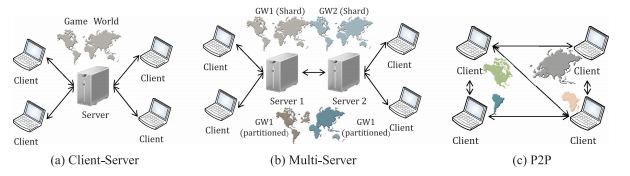 Game World
Client
Client
Server
Client
Client
(a) Client-Server
GW1 (Shard)
GW2 (Shard)
Client
Client
Server 1
Server 2
Client
Client
GW1
(partitioned)
GW1
(partitioned)
(b) Multi-Server
Client
Client
Client
Client
(c) P2P